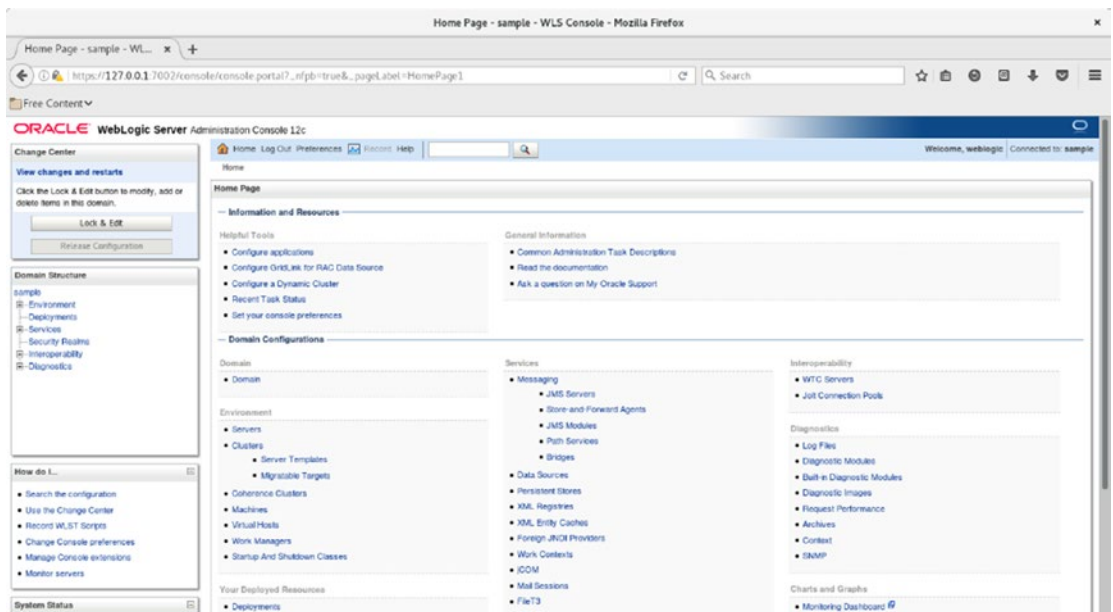 Home Page - sample - WLS Console - Mozilla Firefox
Home Page - sample - WL...
https://127.0.0.1:7002/console/console.portal?_nfpb=true&_pageLabel=HomePage1
Search
Free Content
ORACLE WebLogic Server Administration Console 12c
Change Center
View changes and restarts
Click the Lock & Edit button to modify, add or
delete items in this domain.
Lock & Edit
Release Configuration
Domain Structure
sample
Environment
Deployments
Services
Security Realms
Interoperability
Diagnostics
How do I...
Search the configuration
Use the Change Center
Record WLST Scripts
Change Console preferences
Manage Console extensions
Monitor servers
System Status
Home Log Out Preferences Record Help
Welcome, weblogic Connected to: sample
Home
Home Page
Information and Resources
Helpful Tools
Configure applications
Configure GridLink for RAC Data Source
Configure a Dynamic Cluster
Recent Task Status
Set your console preferences
General Information
Common Administration Task Descriptions
Read the documentation
Ask a question on My Oracle Support
Domain Configurations
Domain
Domain
Environment
Servers
Clusters
Server Templates
Migratable Targets
Coherence Clusters
Machines
Virtual Hosts
Work Managers
Startup And Shutdown Classes
Your Deployed Resources
Deployments
Services
Messaging
JMS Servers
Store-and-Forward Agents
JMS Modules
Path Services
Bridges
Data Sources
Persistent Stores
XML Registries
XML Entity Caches
Foreign JNDI Providers
Work Contexts
jCOM
Mail Sessions
FileT3
Interoperability
WTC Servers
Jolt Connection Pools
Diagnostics
Log Files
Diagnostic Modules
Built-in Diagnostic Modules
Diagnostic Images
Request Performance
Archives
Context
SNMP
Charts and Graphs
Monitoring Dashboard